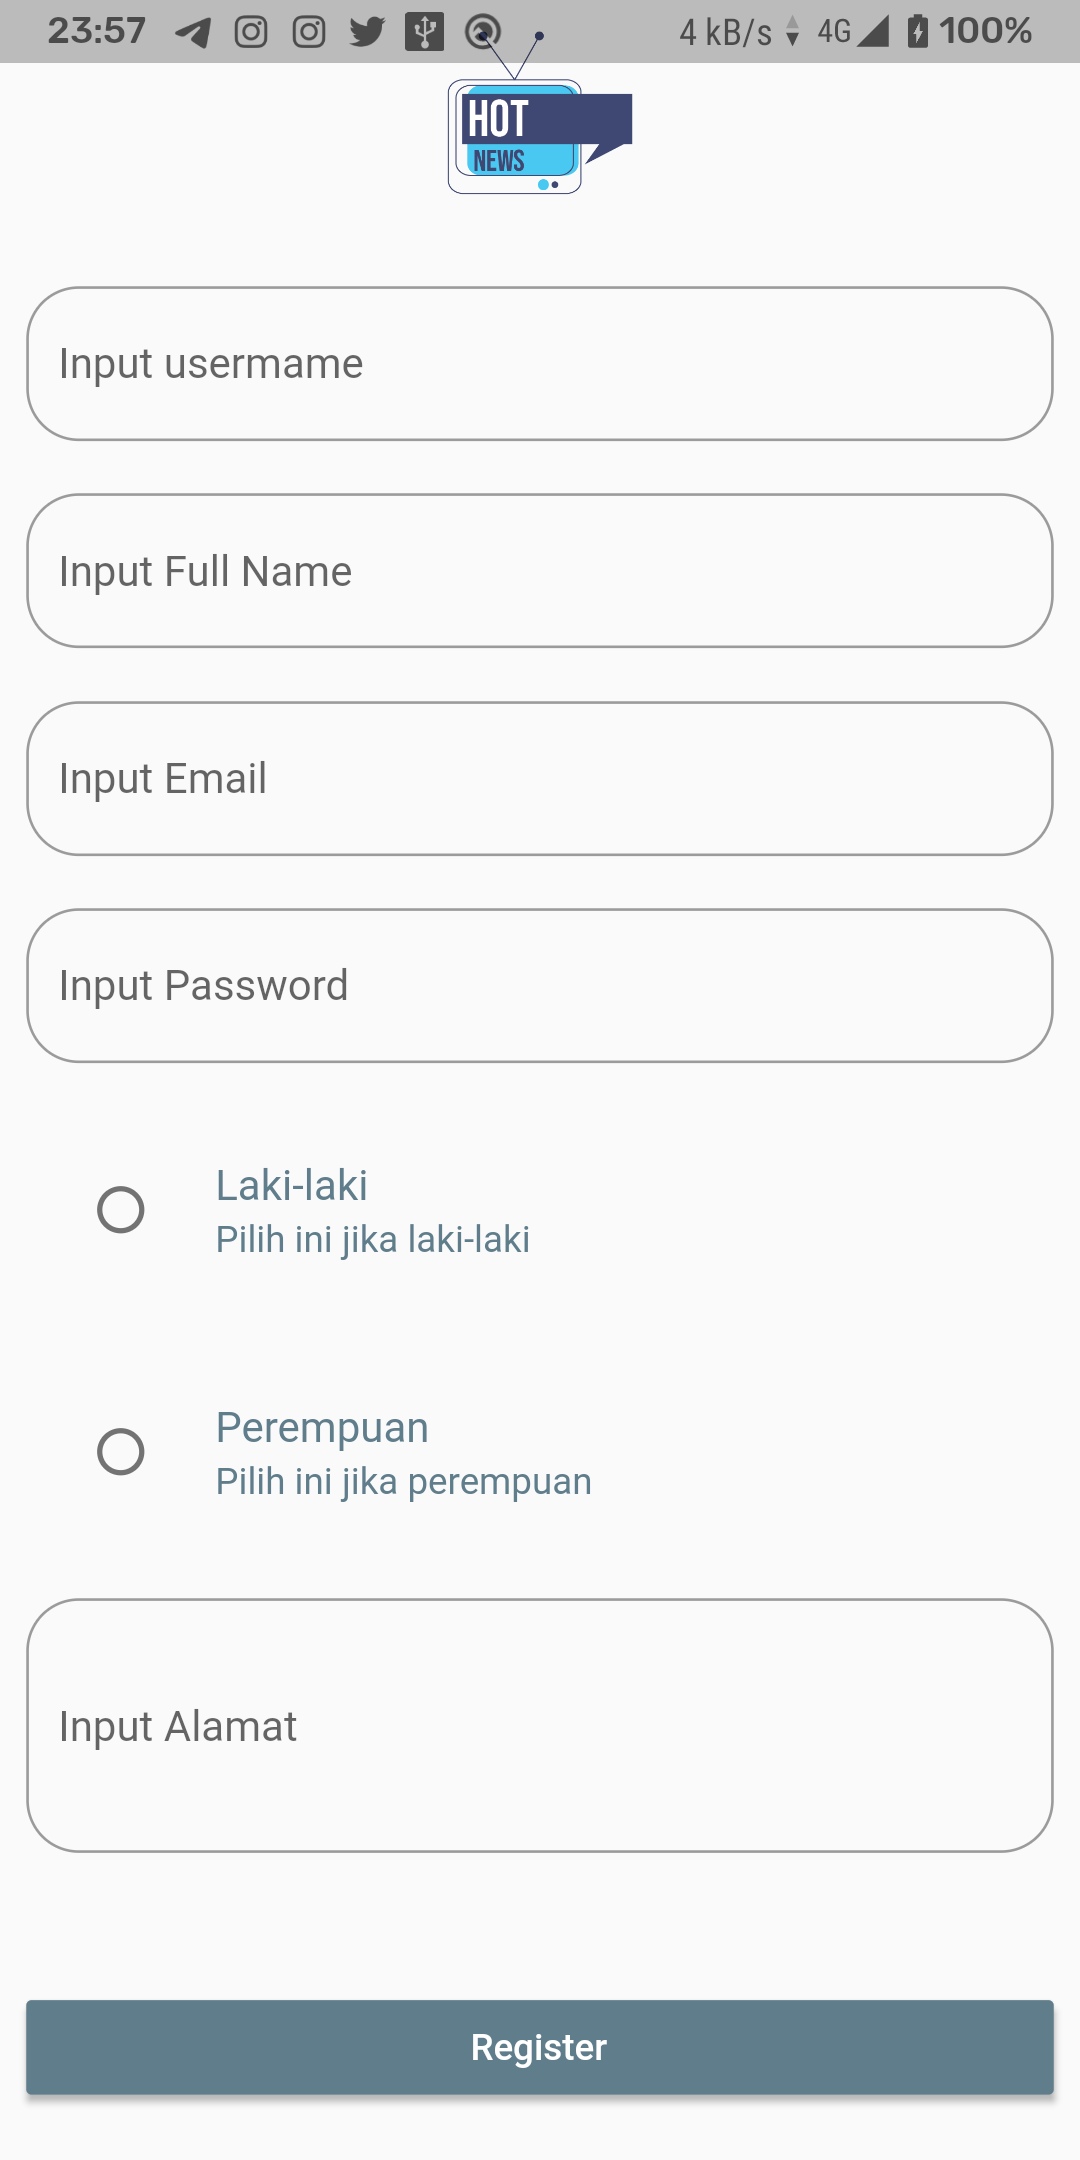 23:57 4 kB/s 4G 100%
HOT
NEWS
Input usermame
Input Full Name
Input Email
Input Password
Laki-laki
Pilih ini jika laki-laki
Perempuan
Pilih ini jika perempuan
Input Alamat
Register